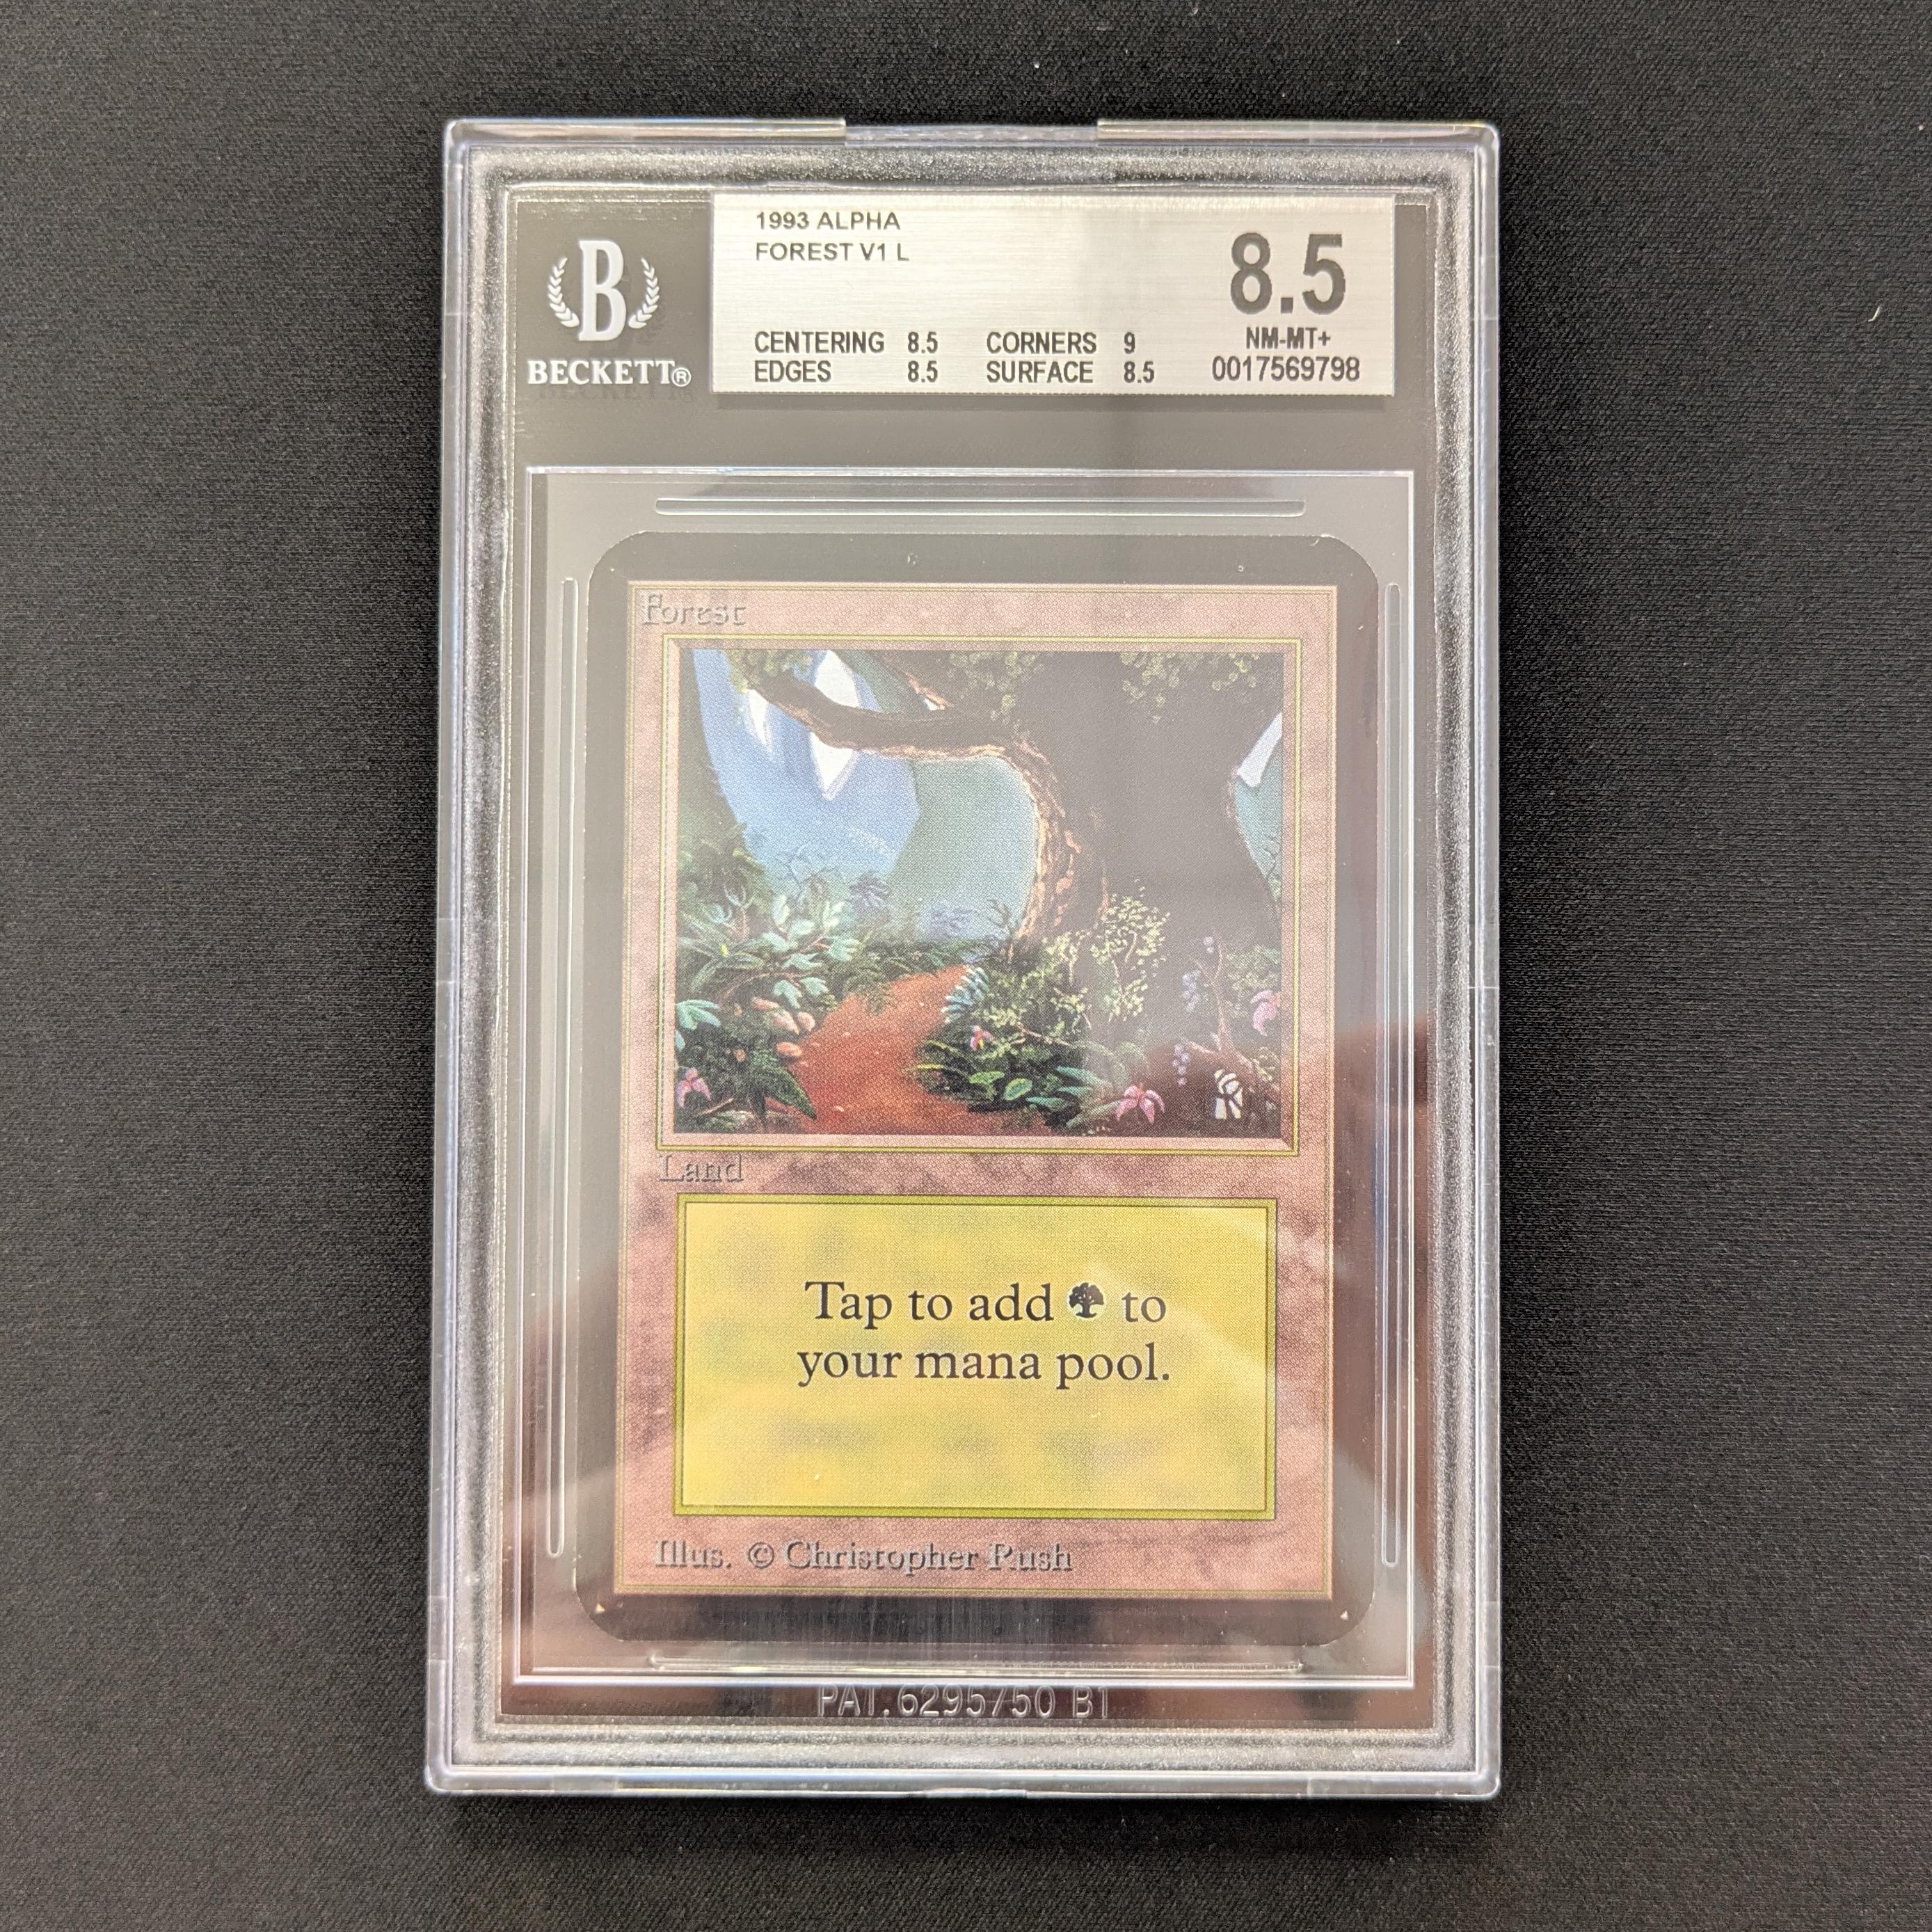 1993 ALPHA
FOREST V1 L
8.5
CENTERING 8.5 CORNERS 9
EDGES 8.5 SURFACE 8.5
NM-MT+
0017569798
B
BECKETT®
Forest
Land
Tap to add to
your mana pool.
Illus. © Christopher Rush
PAT.6295750 B1